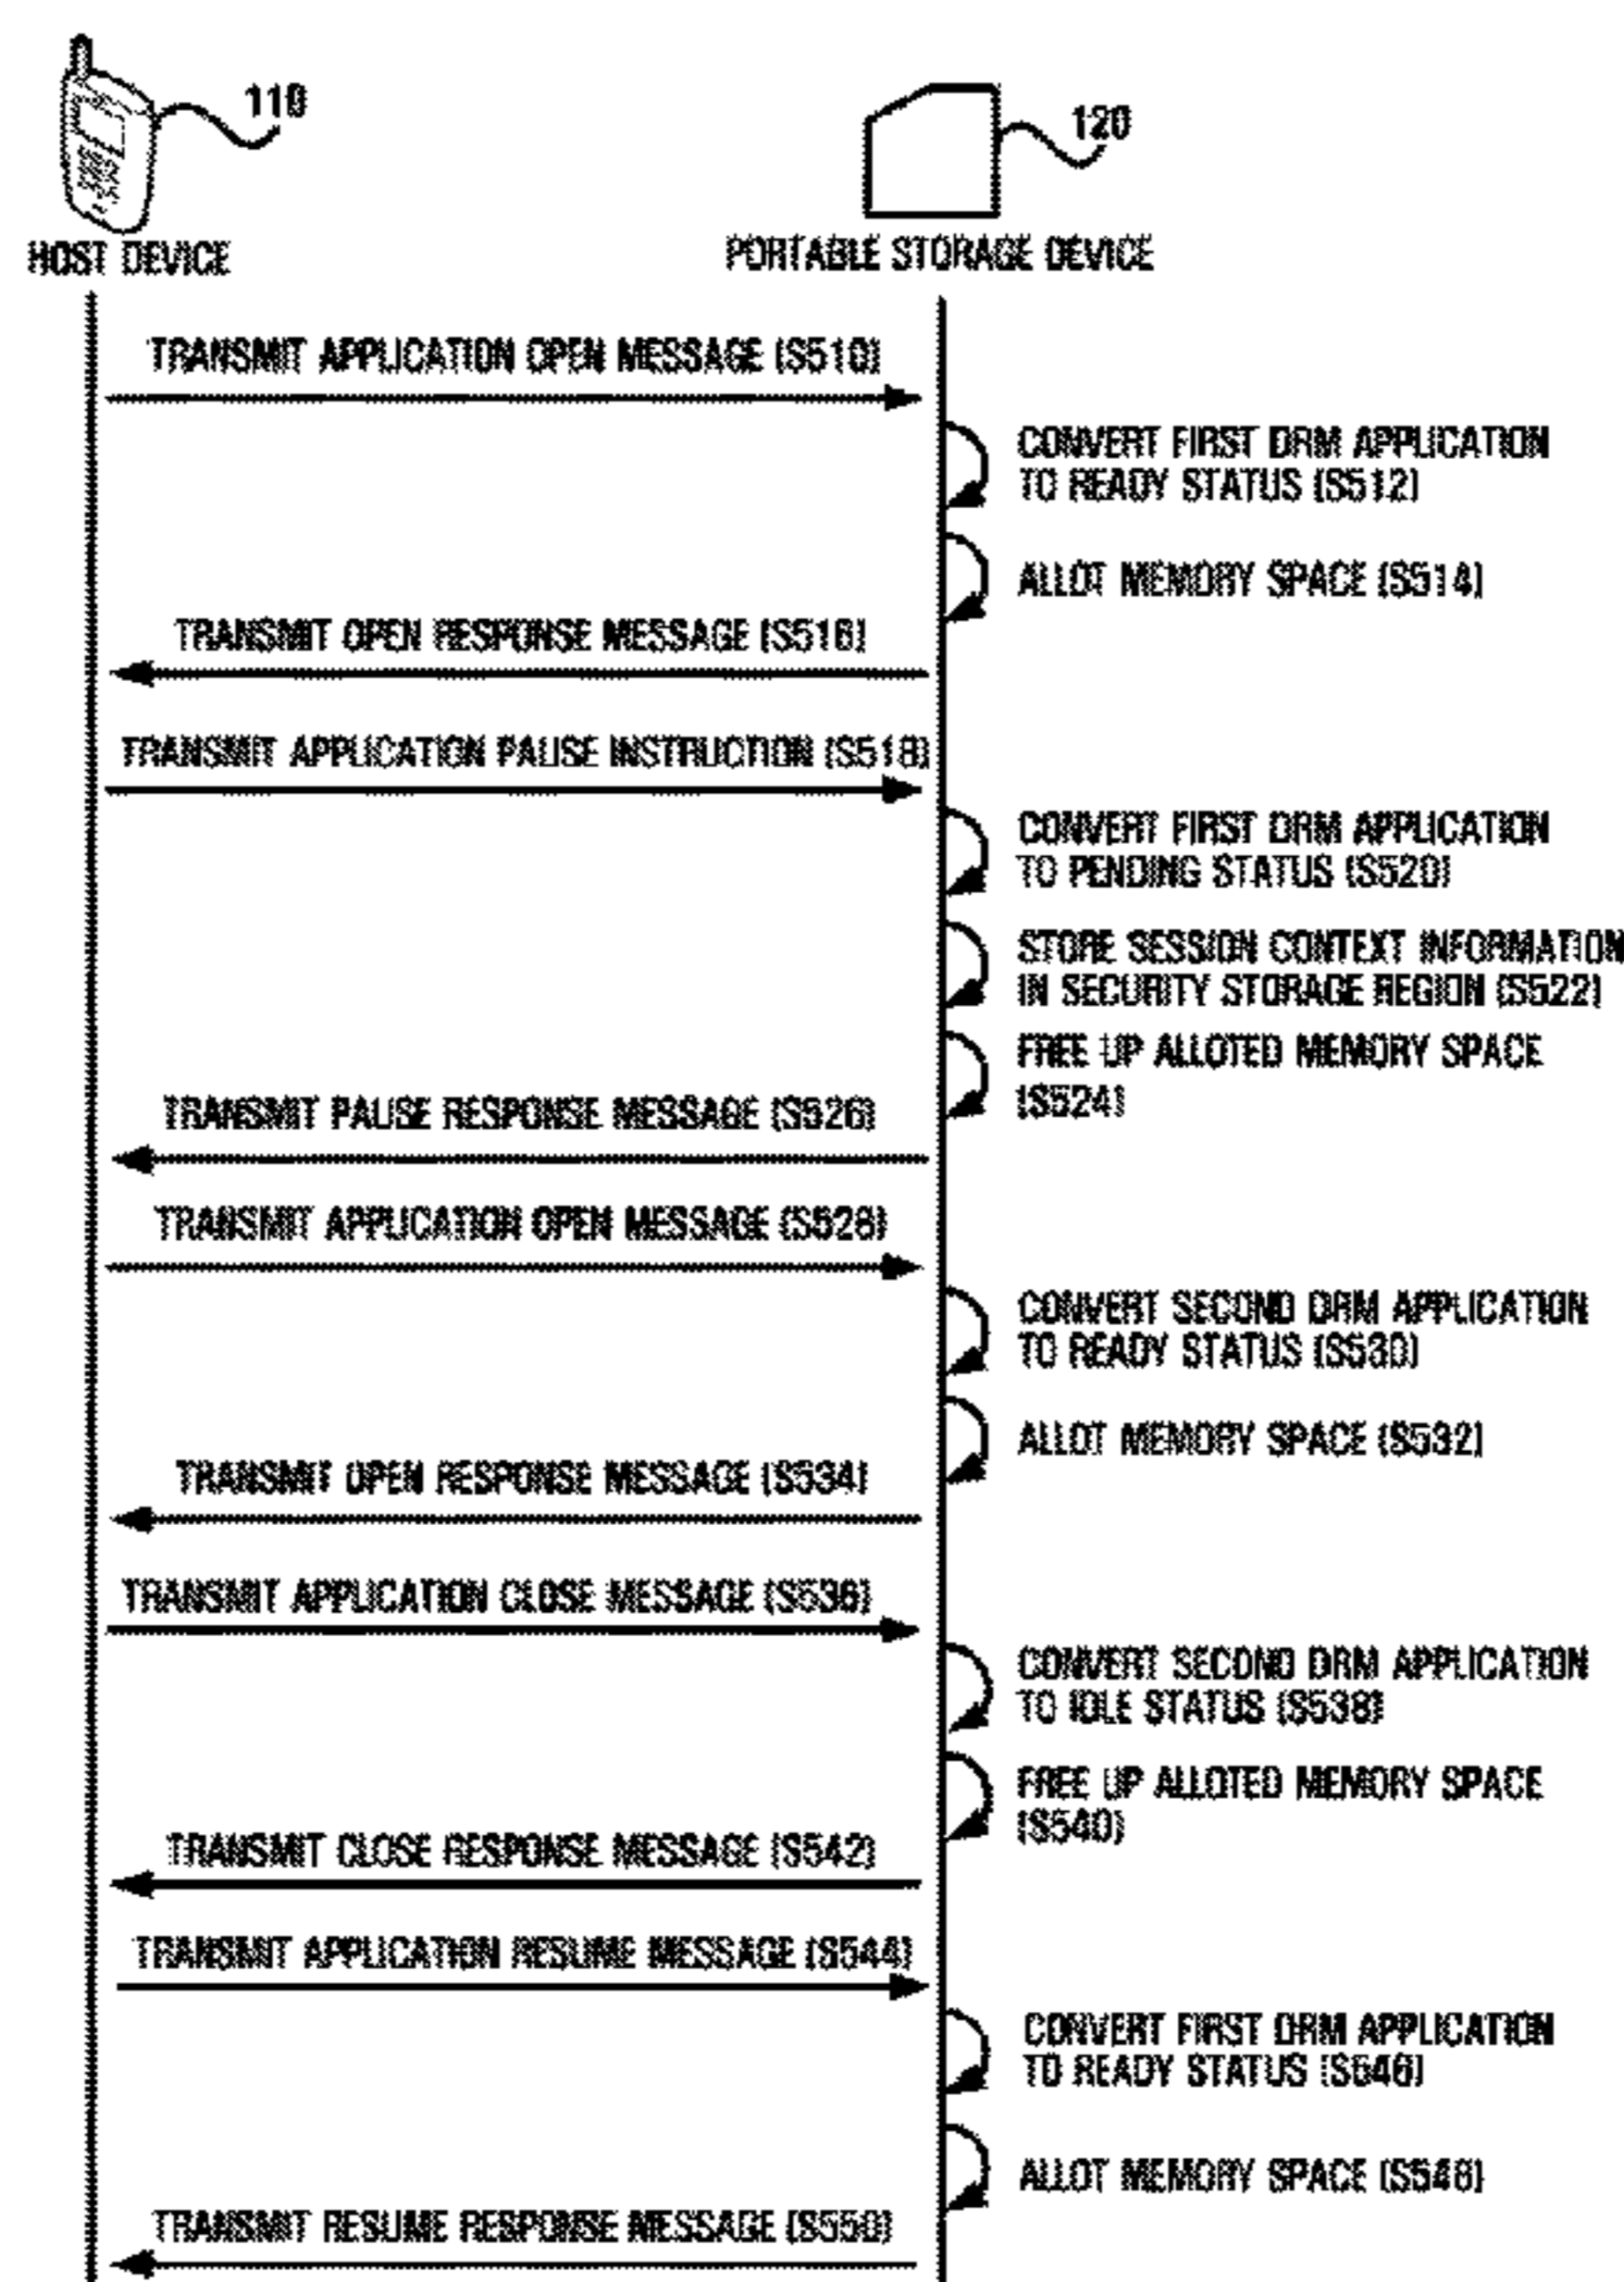 110
120
HOST DEVICE
PORTABLE STORAGE DEVICE
TRANSMIT APPLICATION OPEN MESSAGE (S510)
CONVERT FIRST DRM APPLICATION
TO READY STATUS (S512)
ALLOT MEMORY SPACE (S514)
TRANSMIT OPEN RESPONSE MESSAGE (S516)
TRANSMIT APPLICATION PAUSE INSTRUCTION (S518)
CONVERT FIRST DRM APPLICATION
TO PENDING STATUS (S520)
STORE SESSION CONTEXT INFORMATION
IN SECURITY STORAGE REGION (S522)
FREE UP ALLOTED MEMORY SPACE
(S524)
TRANSMIT PAUSE RESPONSE MESSAGE (S526)
TRANSMIT APPLICATION OPEN MESSAGE (S528)
CONVERT SECOND DRM APPLICATION
TO READY STATUS (S530)
ALLOT MEMORY SPACE (S532)
TRANSMIT OPEN RESPONSE MESSAGE (S534)
TRANSMIT APPLICATION CLOSE MESSAGE (S536)
CONVERT SECOND DRM APPLICATION
TO IDLE STATUS (S538)
FREE UP ALLOTED MEMORY SPACE
(S540)
TRANSMIT CLOSE RESPONSE MESSAGE (S542)
TRANSMIT APPLICATION RESUME MESSAGE (S544)
CONVERT FIRST DRM APPLICATION
TO READY STATUS (S546)
ALLOT MEMORY SPACE (S548)
TRANSMIT RESUME RESPONSE MESSAGE (S550)